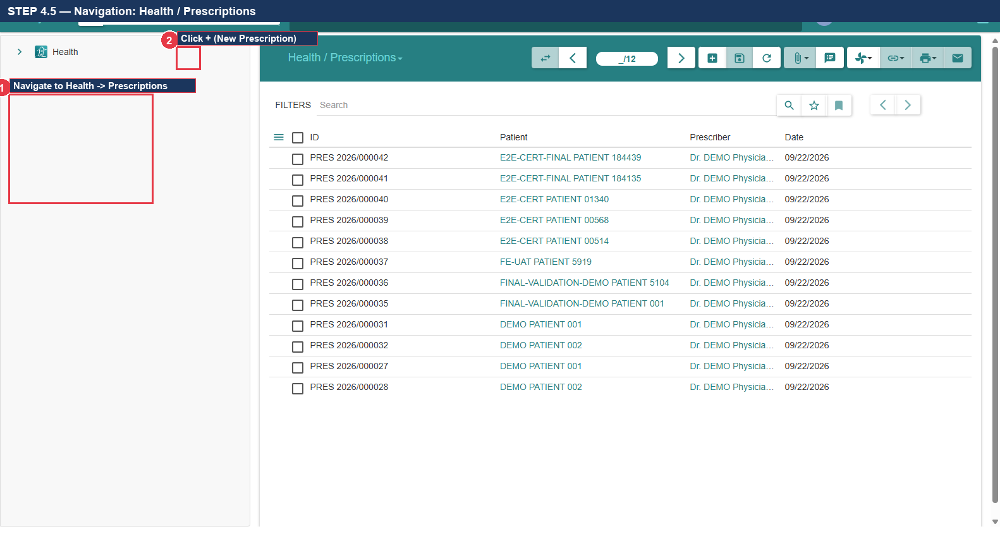 STEP 4.5 — Navigation: Health / Prescriptions
2 Click + (New Prescription)
Health
Health / Prescriptions
_/12
1 Navigate to Health -> Prescriptions
FILTERS Search
ID Patient Prescriber Date
PRES 2026/000042 E2E-CERT-FINAL PATIENT 184439 Dr. DEMO Physicia... 09/22/2026
PRES 2026/000041 E2E-CERT-FINAL PATIENT 184135 Dr. DEMO Physicia... 09/22/2026
PRES 2026/000040 E2E-CERT PATIENT 01340 Dr. DEMO Physicia... 09/22/2026
PRES 2026/000039 E2E-CERT PATIENT 00568 Dr. DEMO Physicia... 09/22/2026
PRES 2026/000038 E2E-CERT PATIENT 00514 Dr. DEMO Physicia... 09/22/2026
PRES 2026/000037 FE-UAT PATIENT 5919 Dr. DEMO Physicia... 09/22/2026
PRES 2026/000036 FINAL-VALIDATION-DEMO PATIENT 5104 Dr. DEMO Physicia... 09/22/2026
PRES 2026/000035 FINAL-VALIDATION-DEMO PATIENT 001 Dr. DEMO Physicia... 09/22/2026
PRES 2026/000031 DEMO PATIENT 001 Dr. DEMO Physicia... 09/22/2026
PRES 2026/000032 DEMO PATIENT 002 Dr. DEMO Physicia... 09/22/2026
PRES 2026/000027 DEMO PATIENT 001 Dr. DEMO Physicia... 09/22/2026
PRES 2026/000028 DEMO PATIENT 002 Dr. DEMO Physicia... 09/22/2026